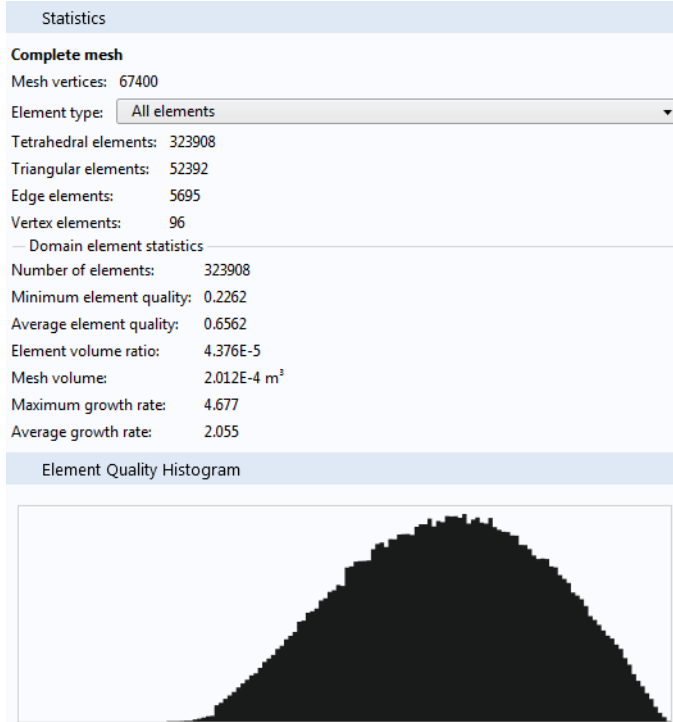 Statistics
Complete mesh
Mesh vertices: 67400
Element type: All elements
Tetrahedral elements: 323908
Triangular elements: 52392
Edge elements: 5695
Vertex elements: 96
Domain element statistics
Number of elements: 323908
Minimum element quality: 0.2262
Average element quality: 0.6562
Element volume ratio: 4.376E-5
Mesh volume: 2.012E-4 m³
Maximum growth rate: 4.677
Average growth rate: 2.055
Element Quality Histogram